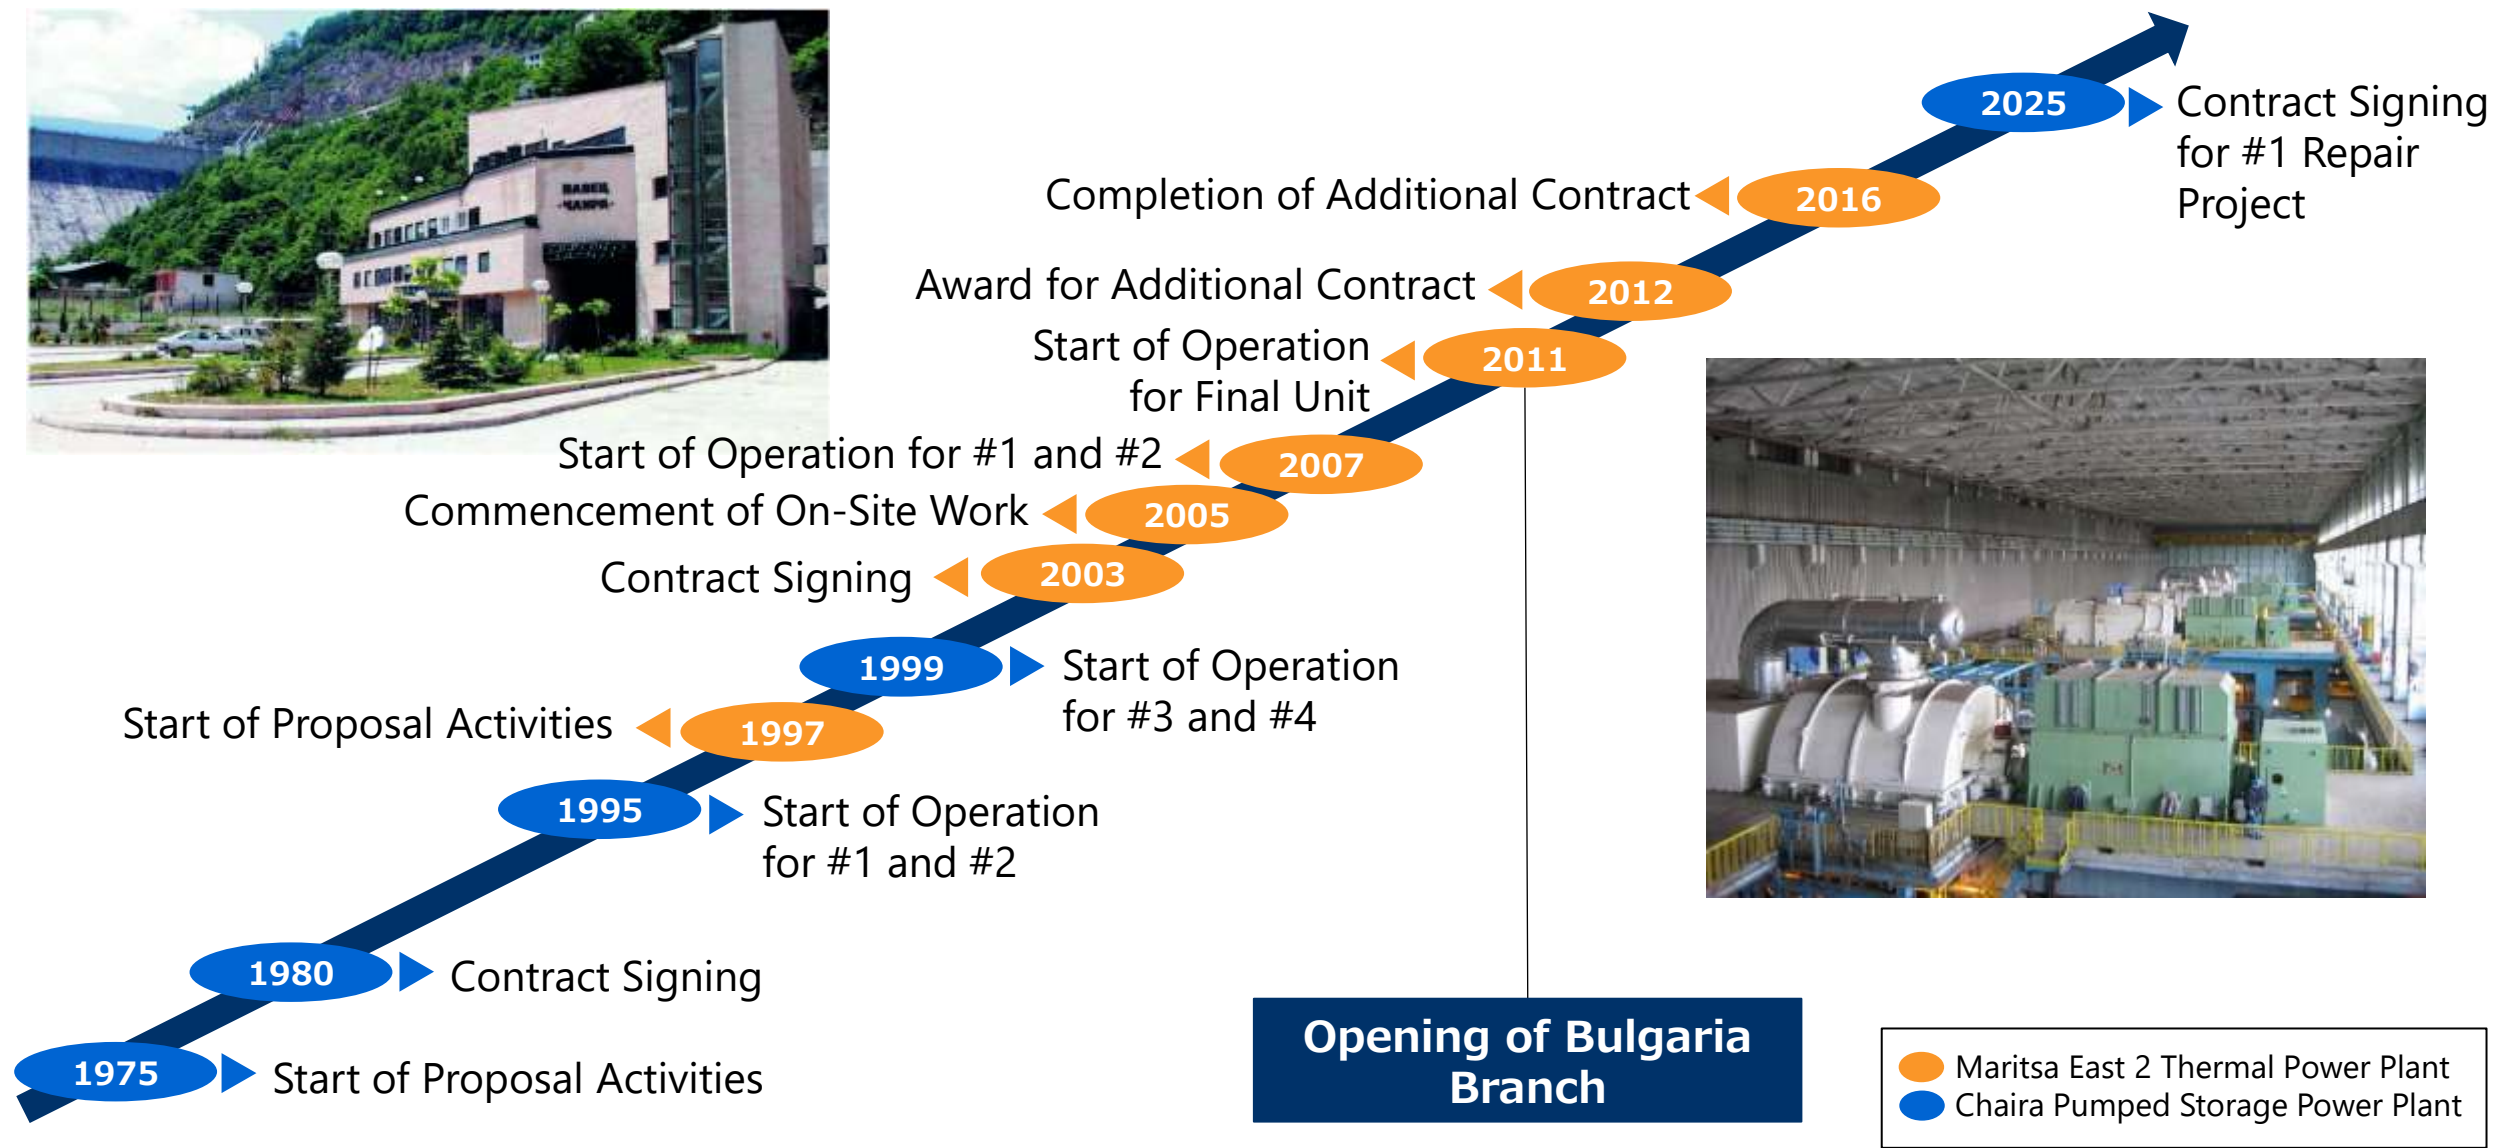 ПАВЕЦ
"ЧАИРА"
2025
Contract Signing
for #1 Repair
Project
Completion of Additional Contract
2016
Award for Additional Contract
2012
Start of Operation
for Final Unit
2011
Start of Operation for #1 and #2
2007
Commencement of On-Site Work
2005
Contract Signing
2003
1999
Start of Operation
for #3 and #4
Start of Proposal Activities
1997
1995
Start of Operation
for #1 and #2
1980
Contract Signing
1975
Start of Proposal Activities
Opening of Bulgaria
Branch
Maritsa East 2 Thermal Power Plant
Chaira Pumped Storage Power Plant